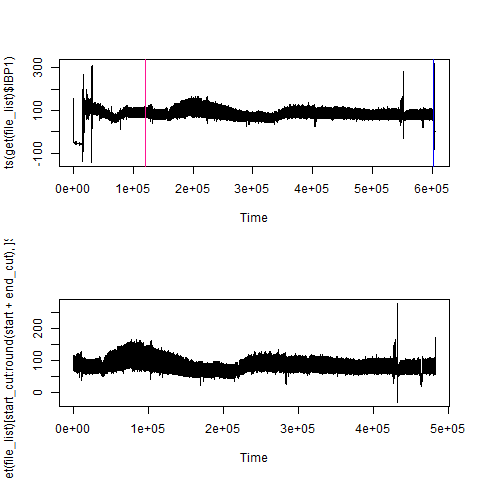 ts(get(file_list)$IBP1)
300
100
-100
0e+00 1e+05 2e+05 3e+05 4e+05 5e+05 6e+05
Time
et(file_list)[start_cut:round(start + end_cut), ]$
200
100
0
0e+00 1e+05 2e+05 3e+05 4e+05 5e+05
Time